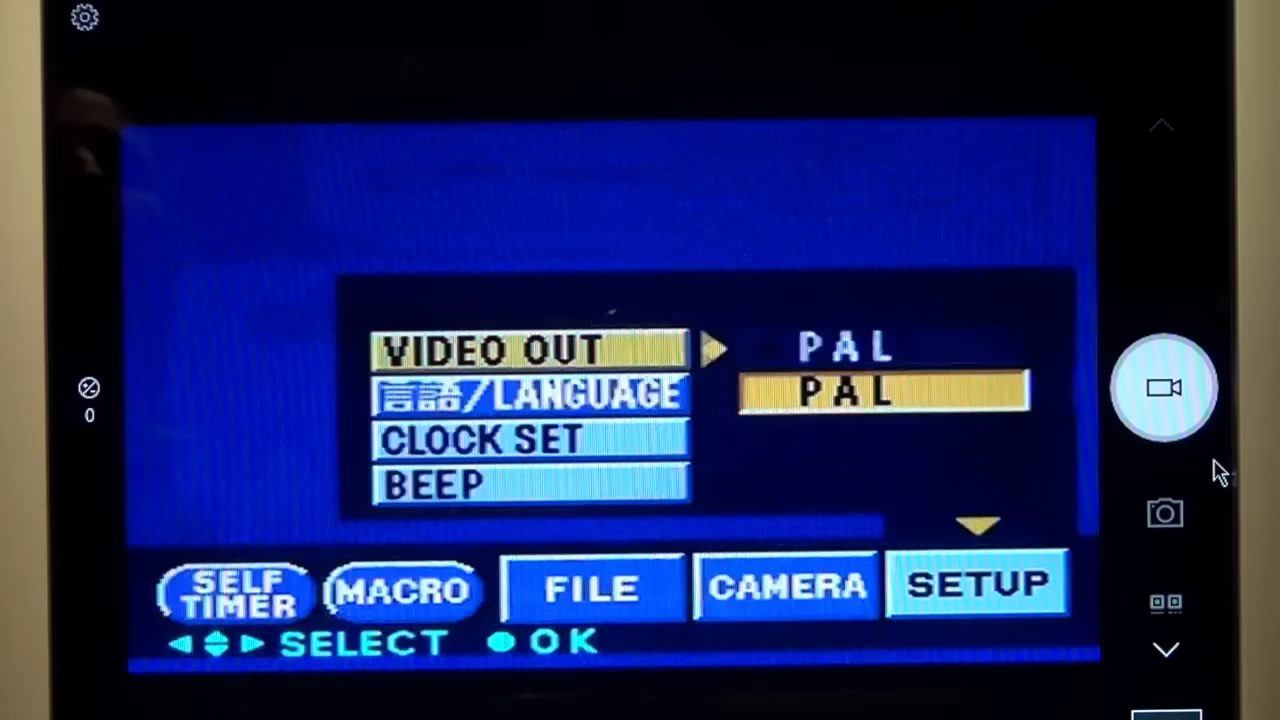 VIDEO OUT
PAL
言語/LANGUAGE
PAL
CLOCK SET
BEEP
0
SELF
TIMER
MACRO
FILE
CAMERA
SETUP
SELECT
OK